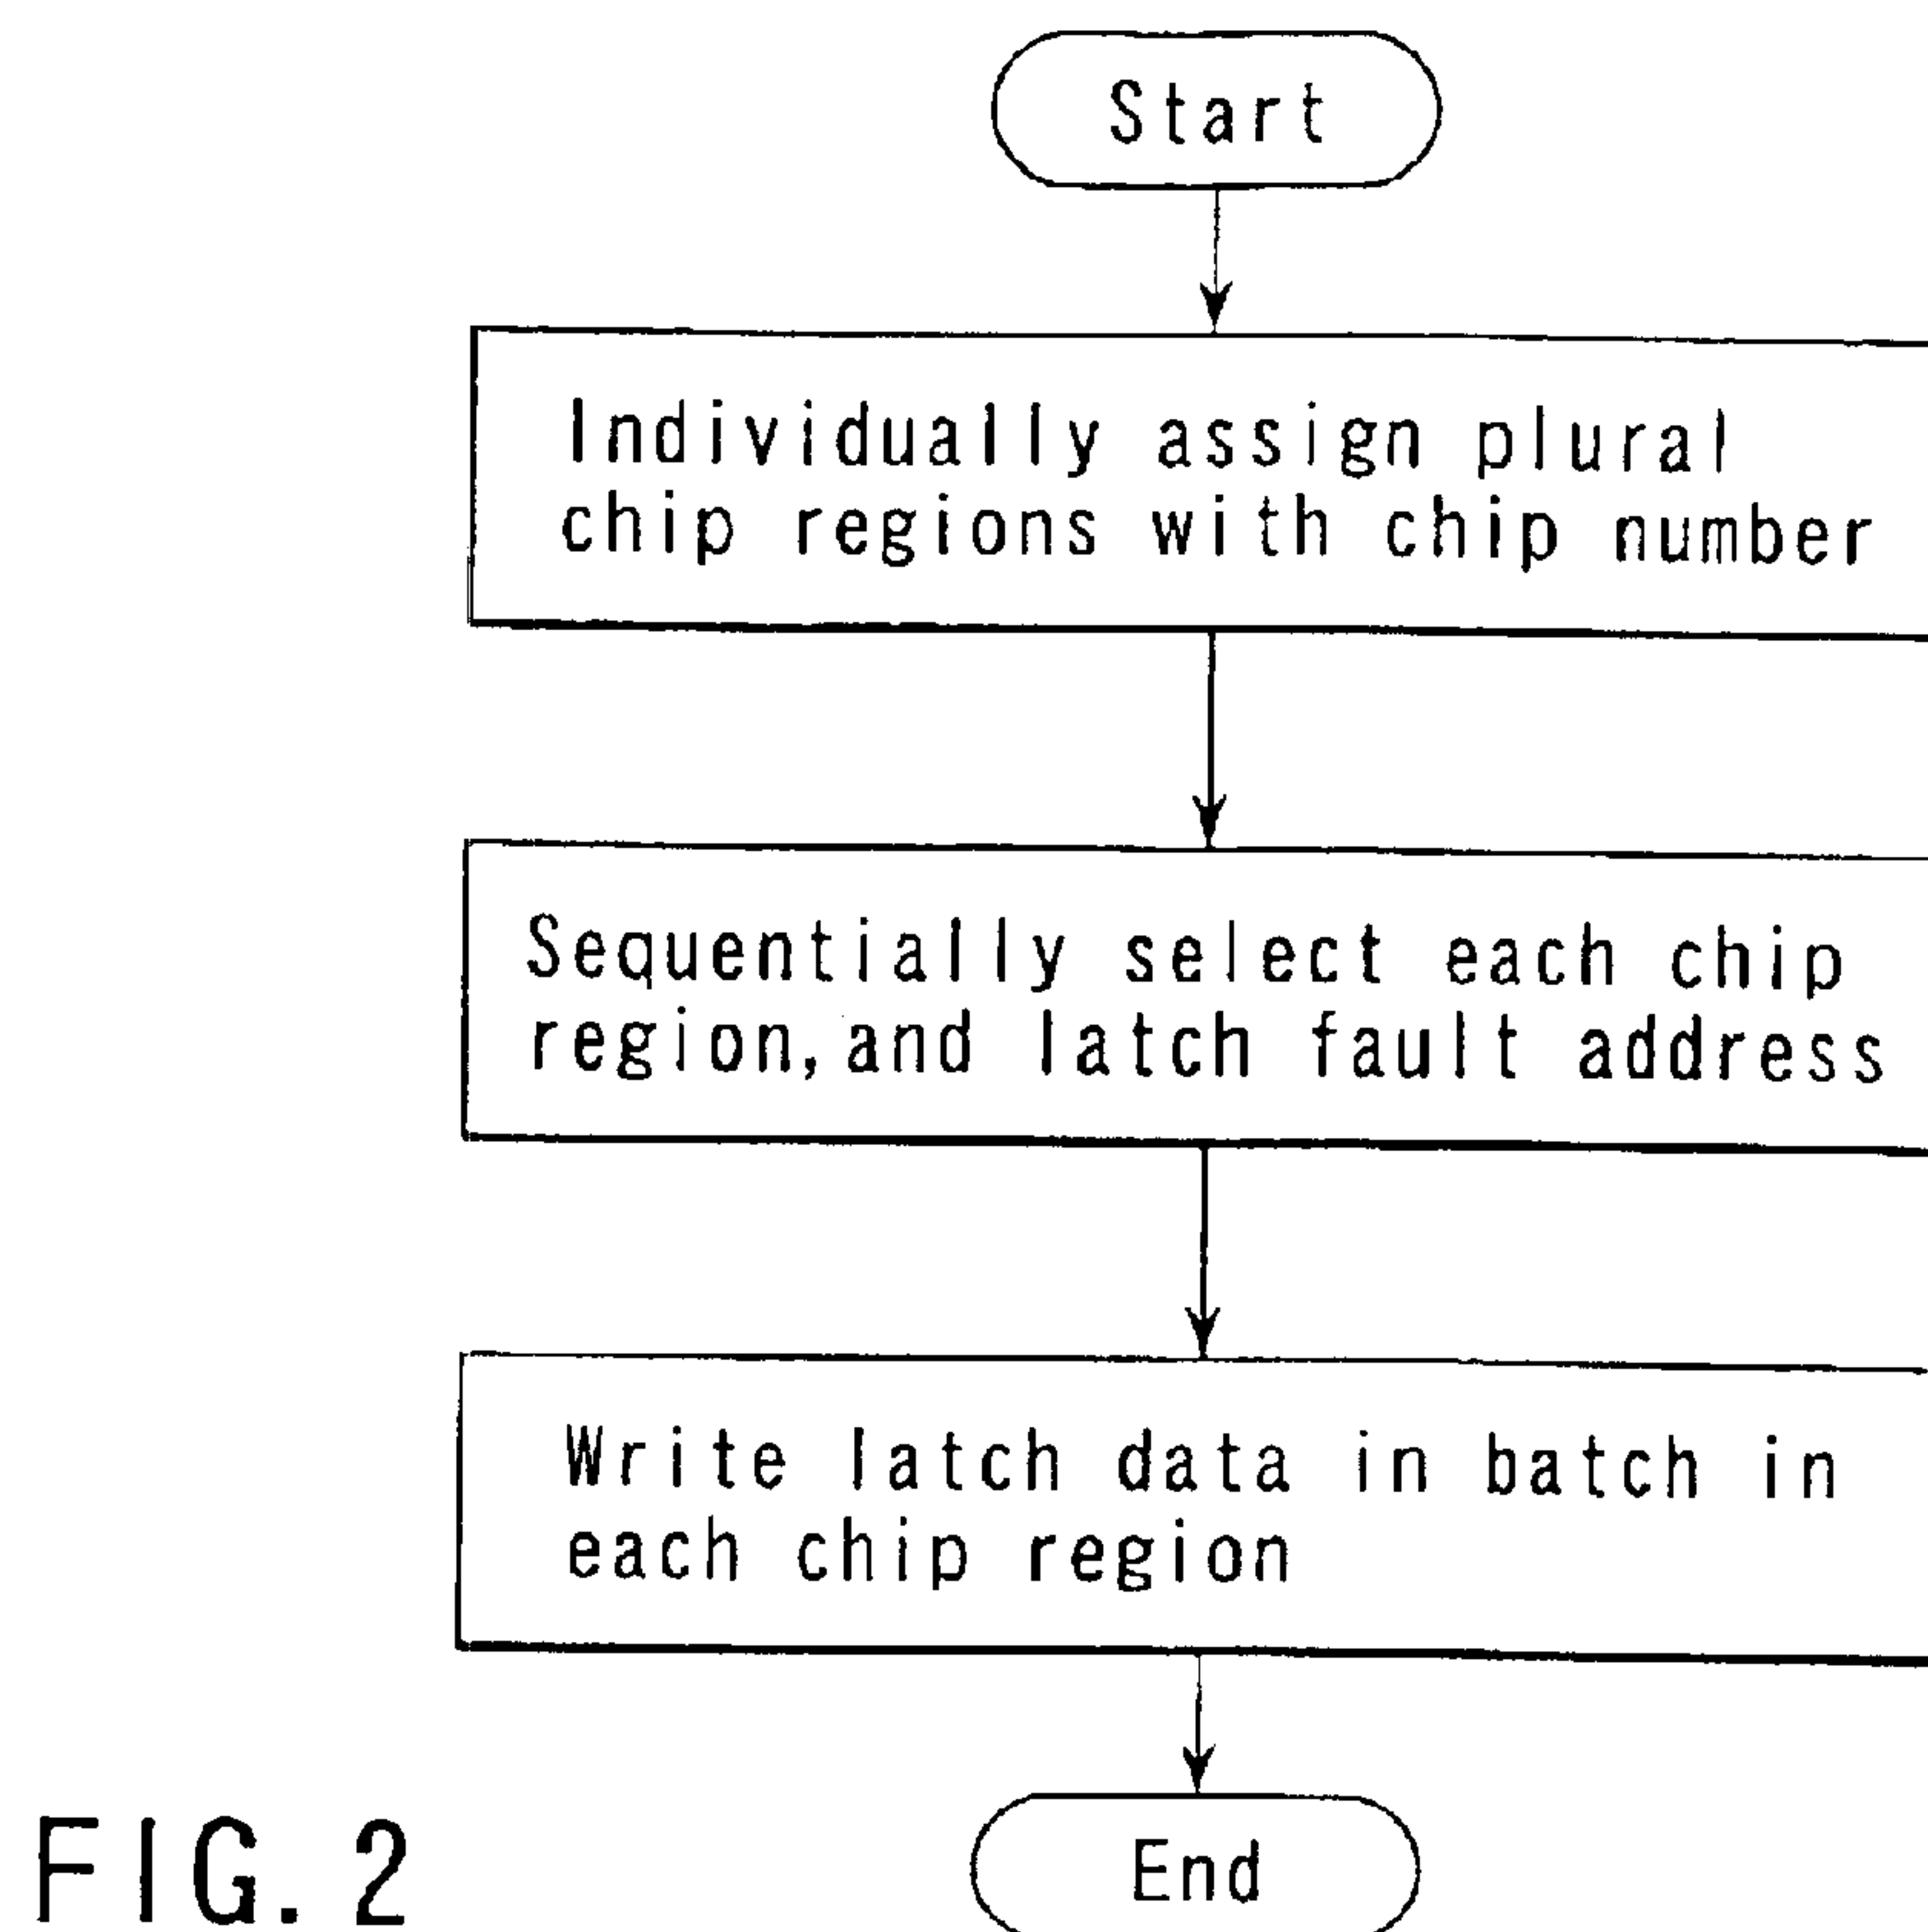 Start
Individually assign plural
chip regions with chip number
Sequentially select each chip
region,and latch fault address
Write latch data in batch in
each chip region
End
FIG.2